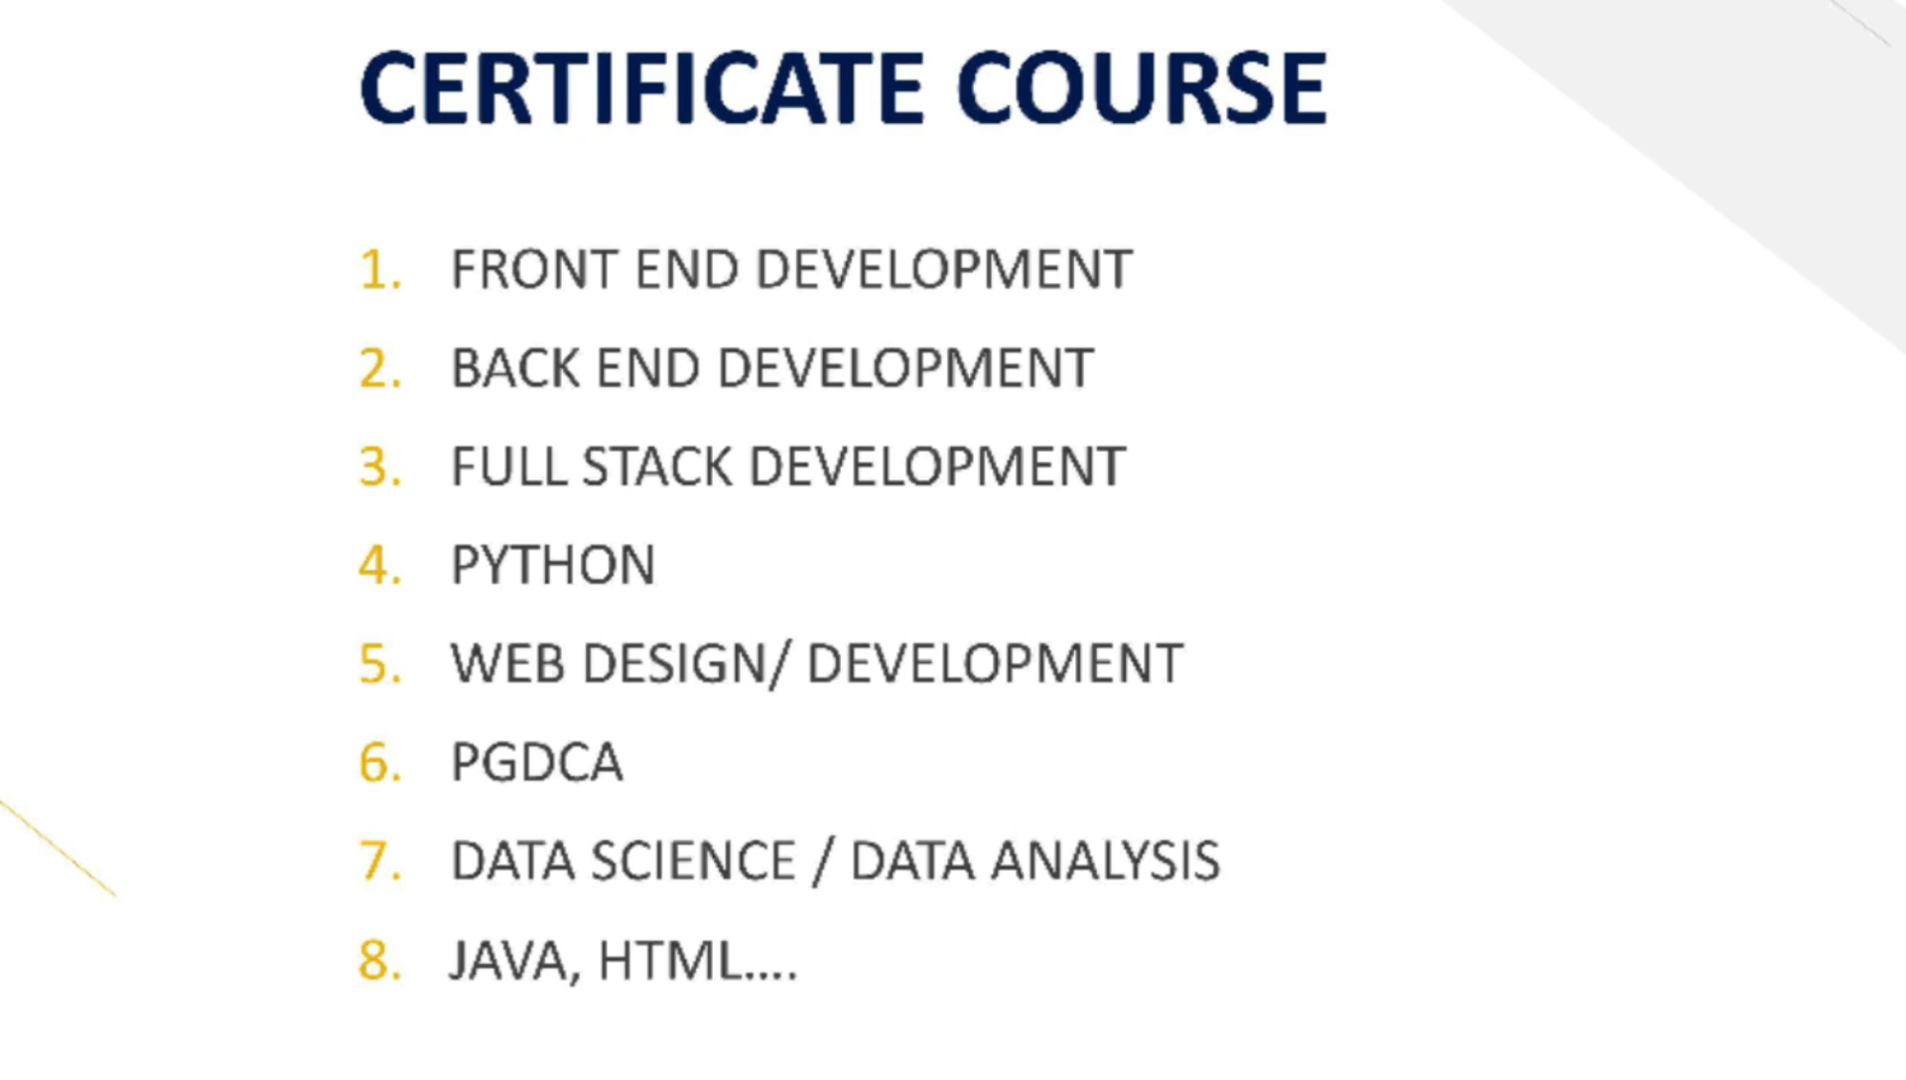 CERTIFICATE COURSE
1. FRONT END DEVELOPMENT
2. BACK END DEVELOPMENT
3. FULL STACK DEVELOPMENT
4. PYTHON
5. WEB DESIGN/ DEVELOPMENT
6. PGDCA
7. DATA SCIENCE / DATA ANALYSIS
8. JAVA, HTML....